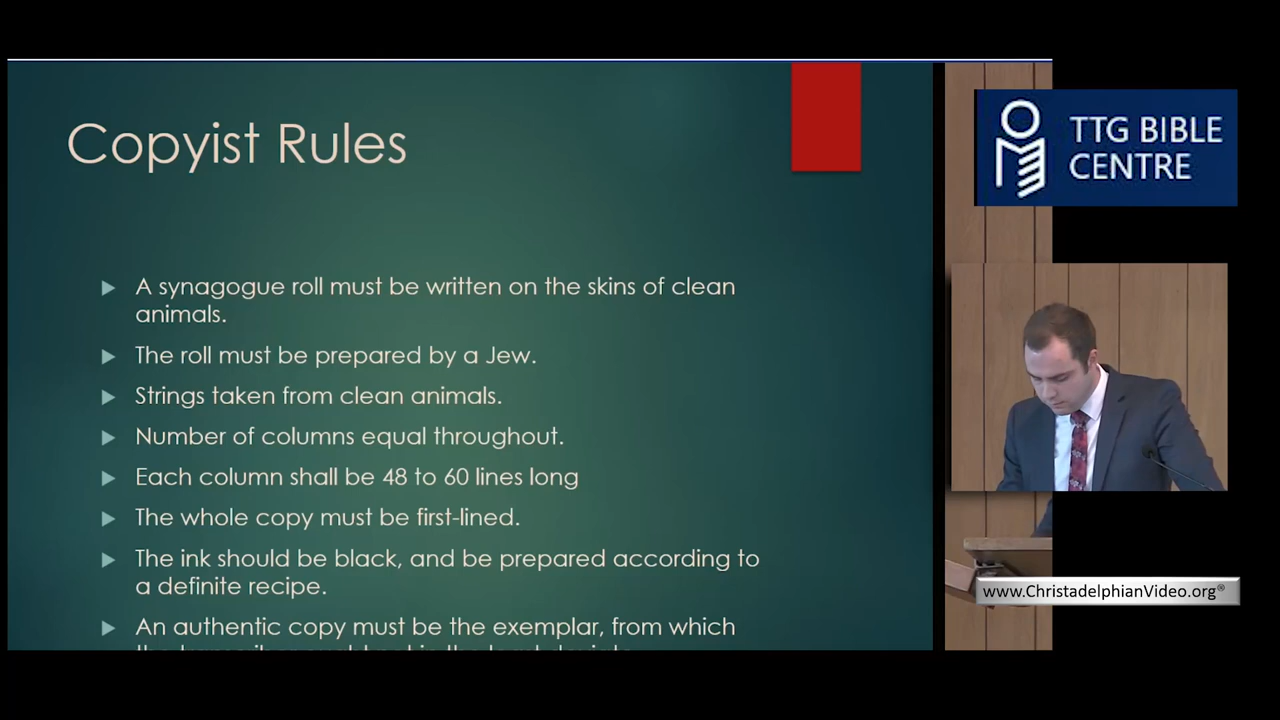 Copyist Rules
A synagogue roll must be written on the skins of clean
animals.
The roll must be prepared by a Jew.
Strings taken from clean animals.
Number of columns equal throughout.
Each column shall be 48 to 60 lines long
The whole copy must be first-lined.
The ink should be black, and be prepared according to
a definite recipe.
An authentic copy must be the exemplar, from which
TTG BIBLE
CENTRE
www.ChristadelphianVideo.org®